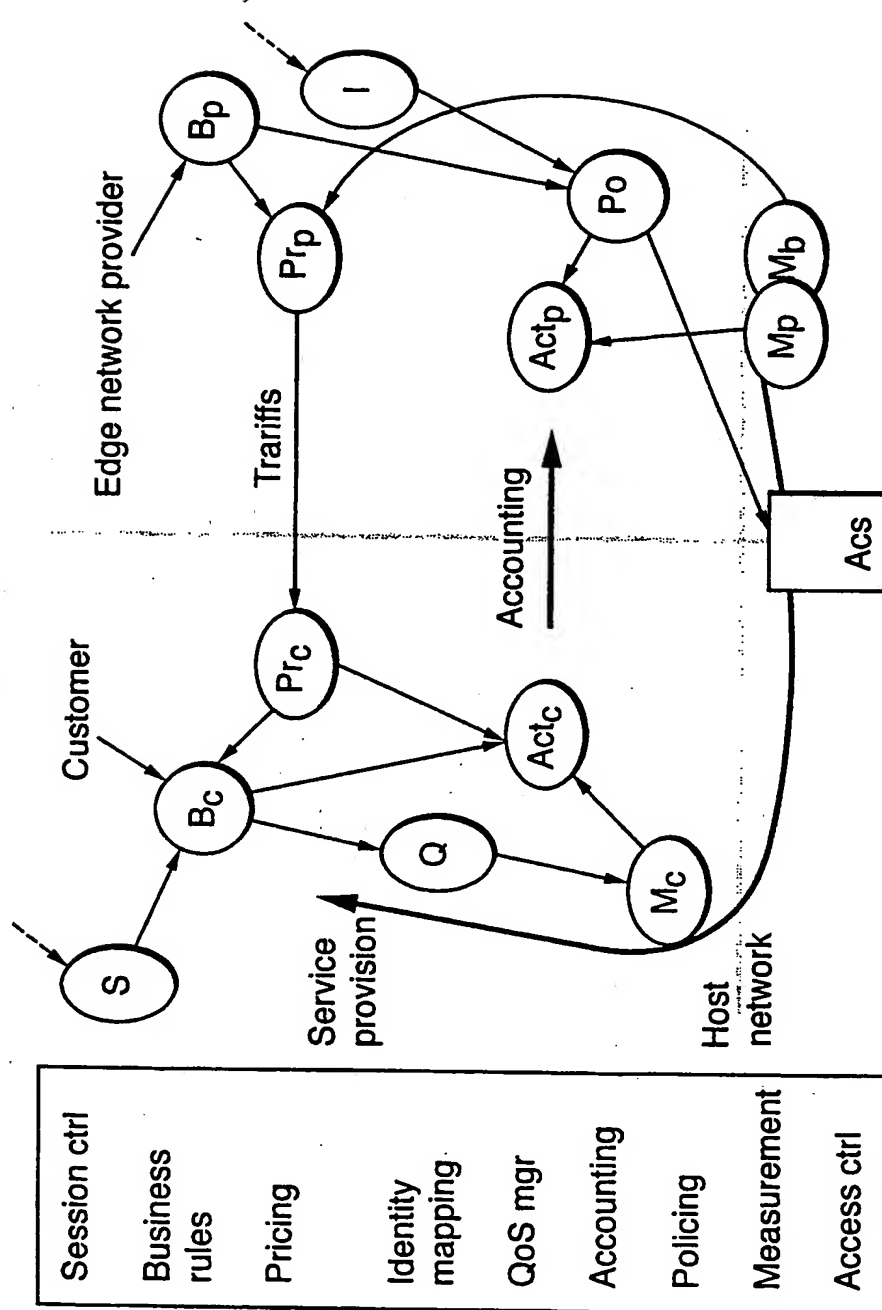 Session ctrl
Business
rules
Pricing
Identity
mapping
QoS mgr
Accounting
Policing
Measurement
Access ctrl
Customer
Edge network provider
S
Bc
Bp
Prc
Trariffs
Prp
I
Service
provision
Q
Accounting
Actc
Actp
Po
Mc
Host
network
Mp
Mb
Acs